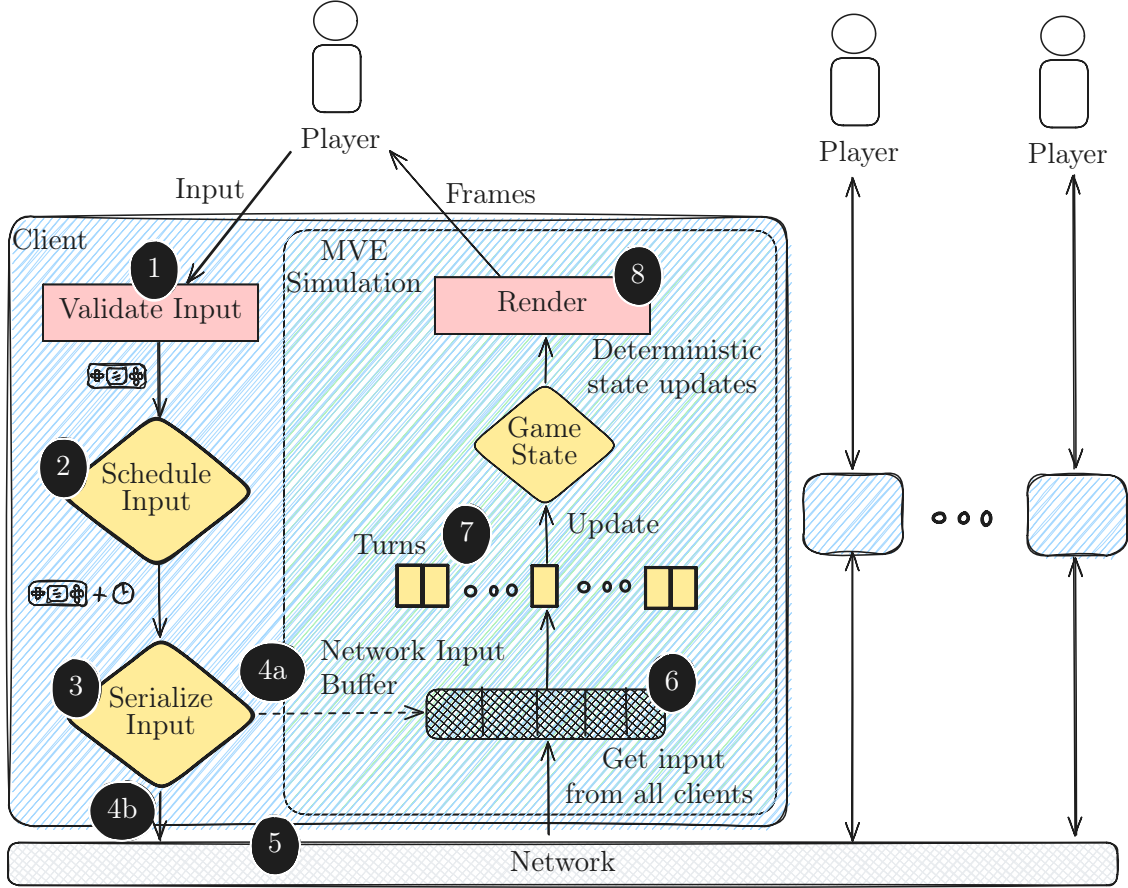 Player
Player
Player
Input
Frames
Client
MVE
Simulation
1
8
Validate Input
Render
Deterministic
state updates
2
Schedule
Input
Game
State
7
Update
Turns
3
Serialize
Input
4a
Network Input
Buffer
6
Get input
from all clients
4b
5
Network